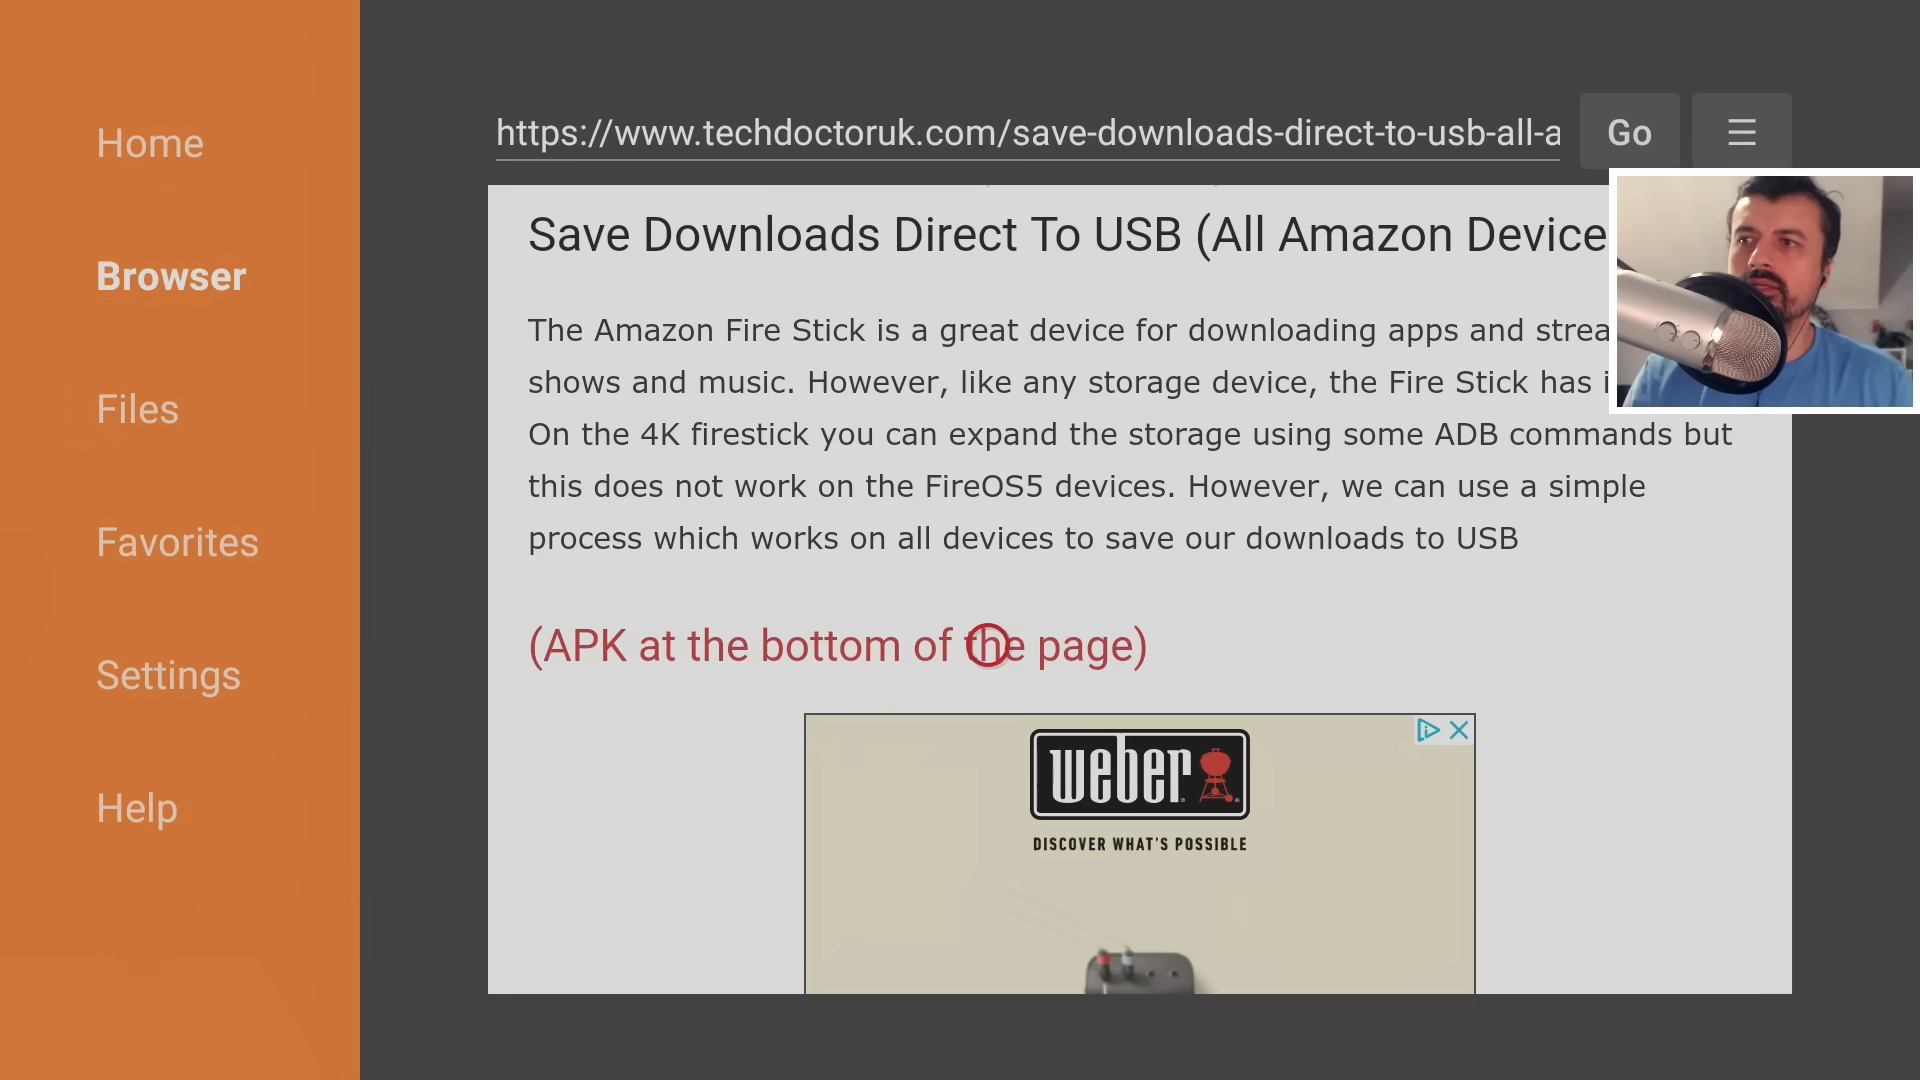 Home
Browser
Files
Favorites
Settings
Help
https://www.techdoctoruk.com/save-downloads-direct-to-usb-all-a
Go
Save Downloads Direct To USB (All Amazon Device
The Amazon Fire Stick is a great device for downloading apps and strea
shows and music. However, like any storage device, the Fire Stick has i
On the 4K firestick you can expand the storage using some ADB commands but
this does not work on the FireOS5 devices. However, we can use a simple
process which works on all devices to save our downloads to USB
(APK at the bottom of the page)
weber
DISCOVER WHAT'S POSSIBLE